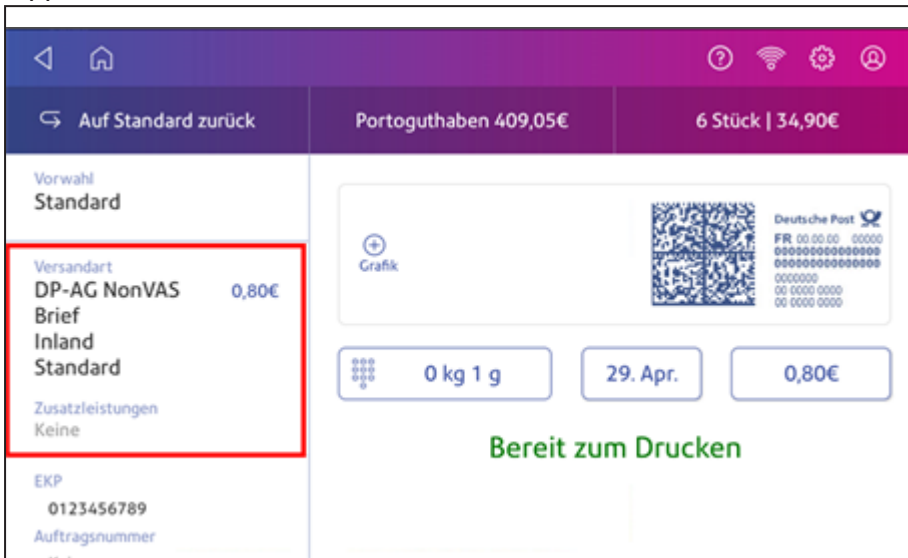 Auf Standard zurück
Portoguthaben 409,05€
6 Stück | 34,90€
Vorwahl
Standard
Versandart
DP-AG NonVAS 0,80€
Brief
Inland
Standard
Zusatzleistungen
Keine
EKP
0123456789
Auftragsnummer
Grafik
Deutsche Post
FR 00.00.00 00000
00000000000000
00000000000000
0000000
00 0000 0000
00 0000 0000
0 kg 1 g
29. Apr.
0,80€
Bereit zum Drucken